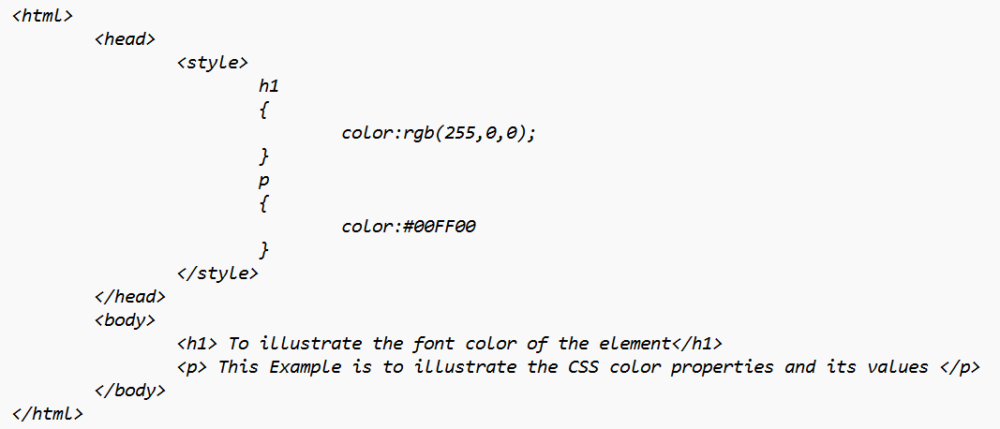 <html>
<head>
<style>
h1
{
color:rgb(255,0,0);
}
p
{
color:#00FF00
}
</style>
</head>
<body>
<h1> To illustrate the font color of the element</h1>
<p> This Example is to illustrate the CSS color properties and its values </p>
</body>
</html>